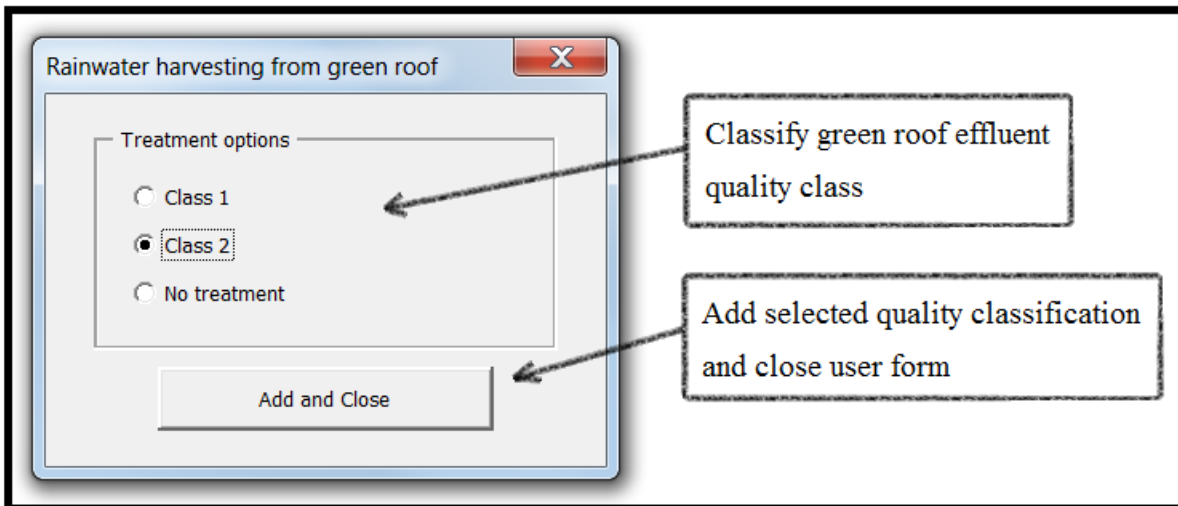 Rainwater harvesting from green roof
Treatment options
Class 1
Class 2
No treatment
Add and Close
Classify green roof effluent
quality class
Add selected quality classification
and close user form